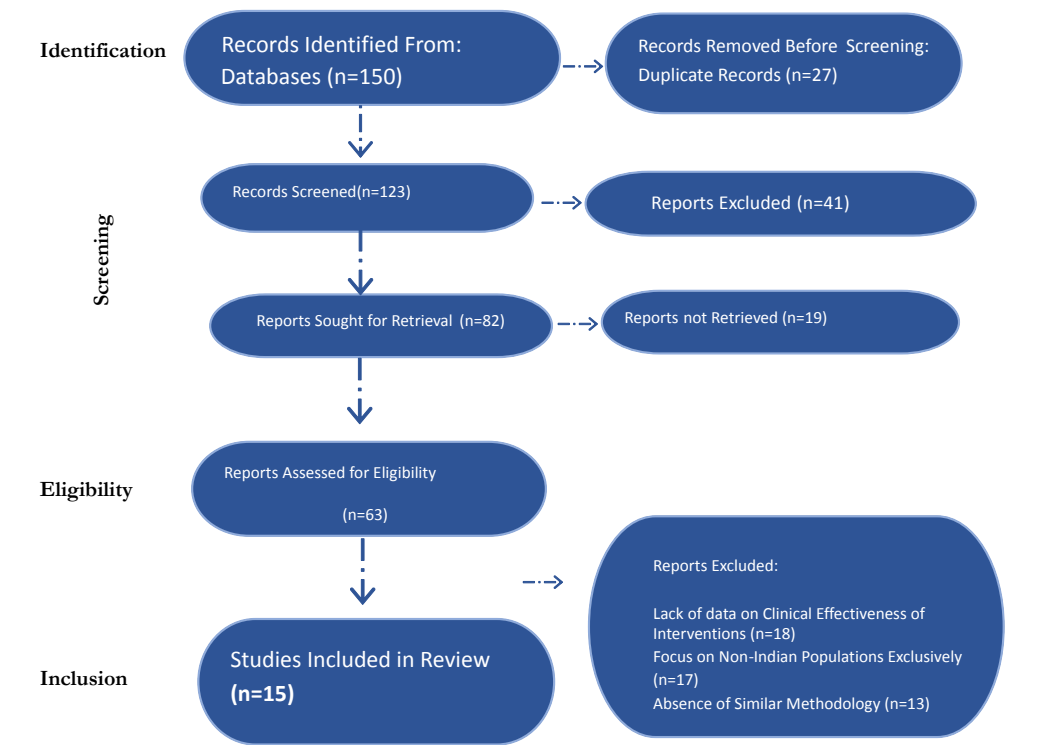 Identification
Records Identified From:
Databases (n=150)
Records Removed Before Screening:
Duplicate Records (n=27)
Screening
Records Screened(n=123)
Reports Excluded (n=41)
Reports Sought for Retrieval (n=82)
Reports not Retrieved (n=19)
Eligibility
Reports Assessed for Eligibility
(n=63)
Reports Excluded:
Lack of data on Clinical Effectiveness of
Interventions (n=18)
Focus on Non-Indian Populations Exclusively
(n=17)
Absence of Similar Methodology (n=13)
Inclusion
Studies Included in Review
(n=15)